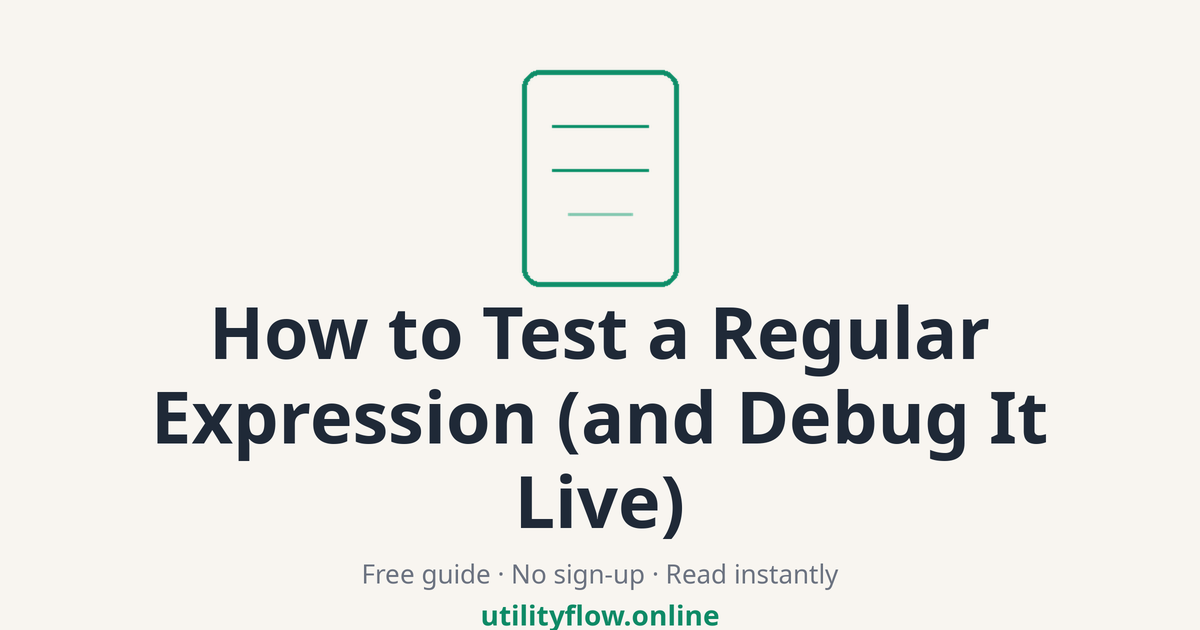 How to Test a Regular
Expression (and Debug It
Live)
Free guide · No sign-up · Read instantly
utilityflow.online